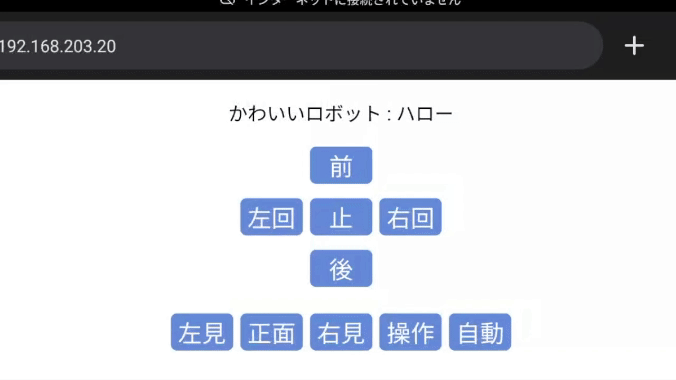 インターネットに接続されていません
192.168.203.20
かわいいロボット : ハロー
前
左回 止 右回
後
左見 正面 右見 操作 自動